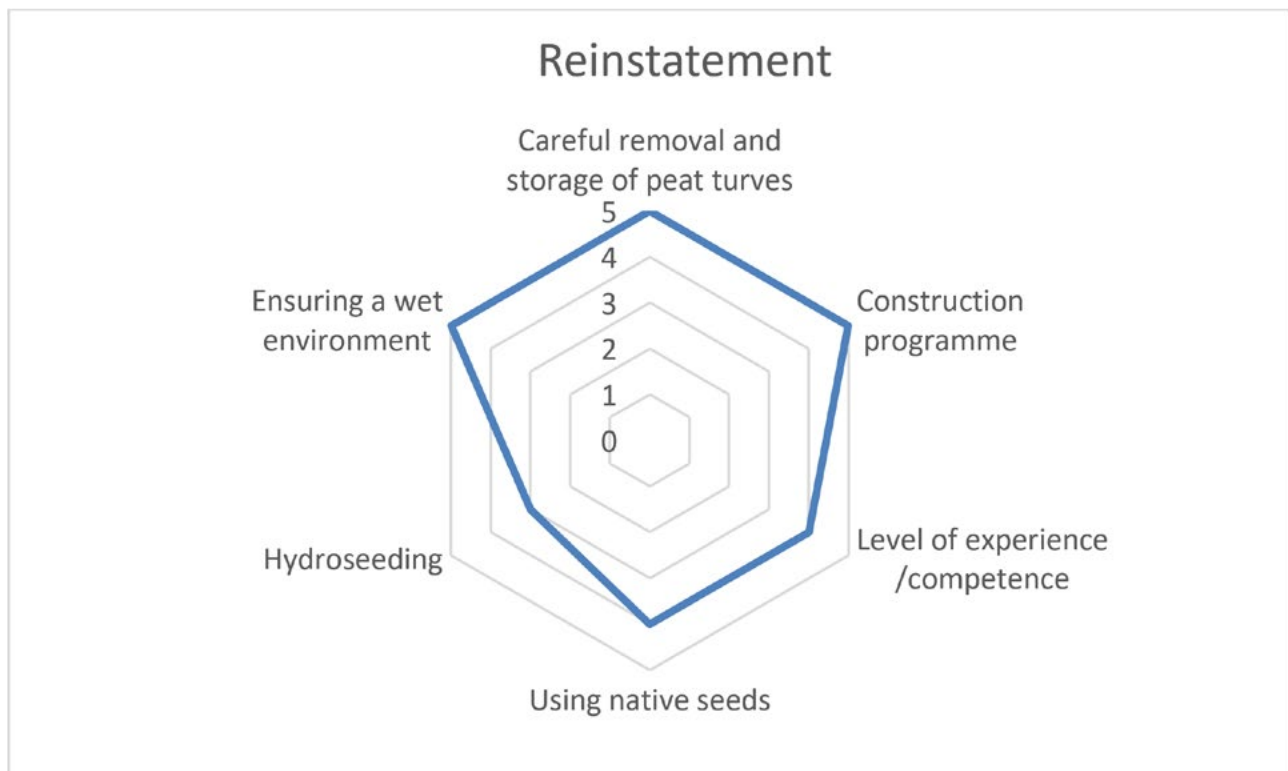 Reinstatement
Careful removal and
storage of peat turves
5
4
3
2
1
0
Construction
programme
Level of experience
/competence
Using native seeds
Hydroseeding
Ensuring a wet
environment